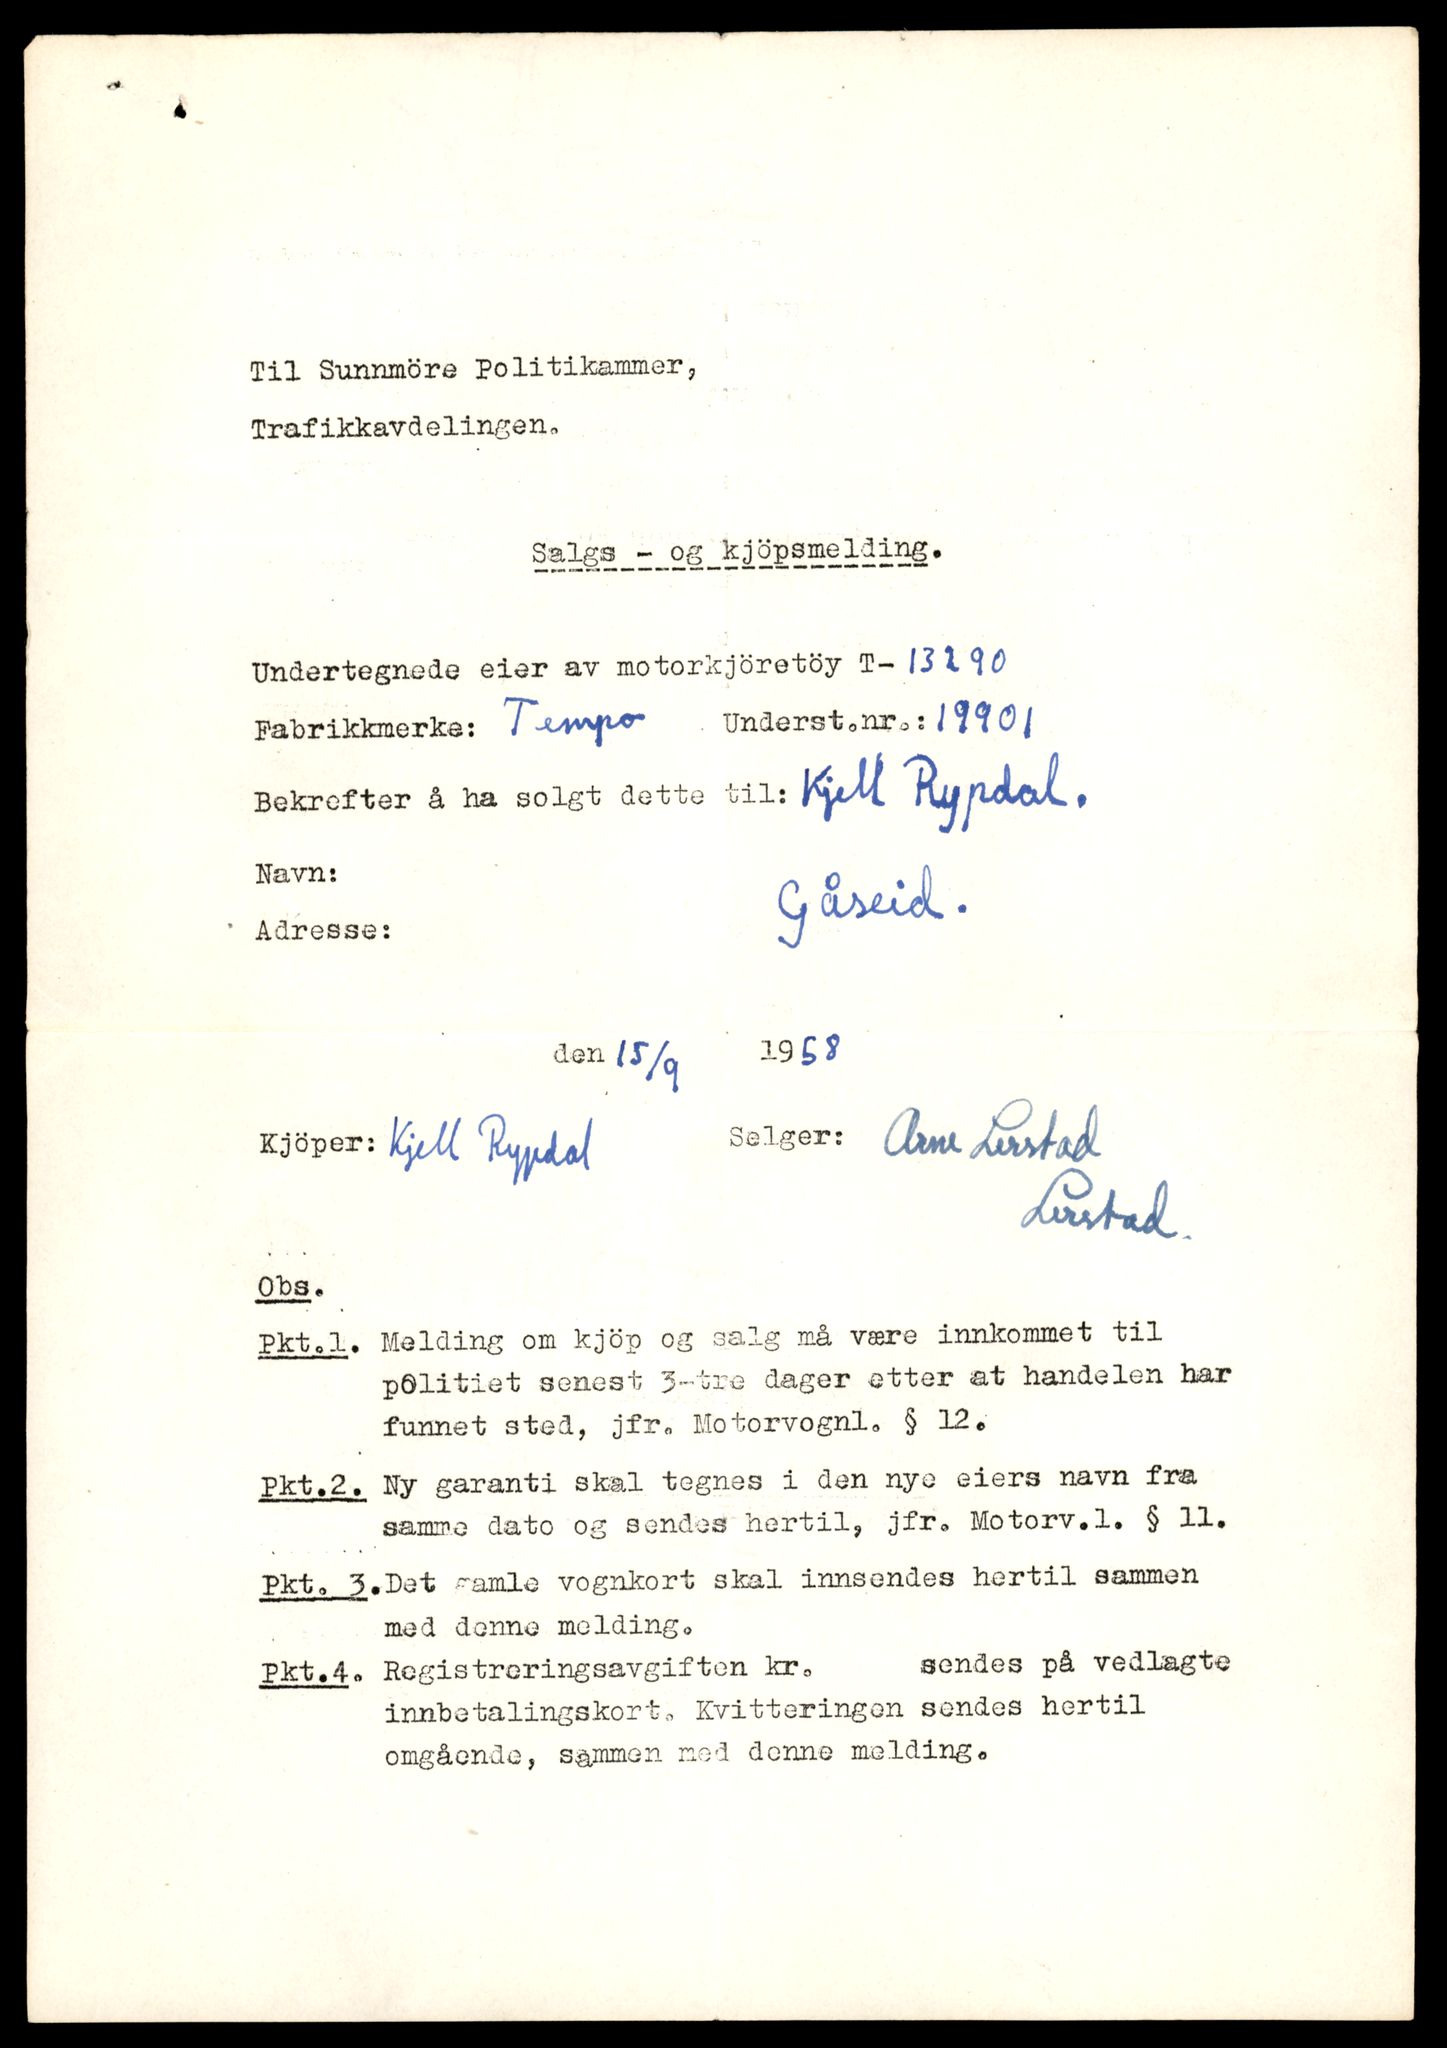 Til Sunnmöre Politikammer,
Trafikkavdelingen.
Salgs - og kjöpsmelding.
Undertegnede eier av motorkjöretöy T- 13290
Fabrikkmerke: Tempo Underst.nr.: 19901
Bekrefter å ha solgt dette til: Kjell Rypdal.
Navn:
Gåseid.
Adresse:
den 15/9 1958
Kjöper: Kjell Rypdal Selger: Arne Lerstad
Lerstad.
Obs.
Pkt.1. Melding om kjöp og salg må være innkommet til
politiet senest 3-tre dager etter at handelen har
funnet sted, jfr. Motorvognl. § 12.
Pkt.2. Ny garanti skal tegnes i den nye eiers navn fra
samme dato og sendes hertil, jfr. Motorv.l. § 11.
Pkt. 3. Det gamle vognkort skal innsendes hertil sammen
med denne melding.
Pkt.4. Registreringsavgiften kr. sendes på vedlagte
innbetalingskort. Kvitteringen sendes hertil
omgående, sammen med denne melding.